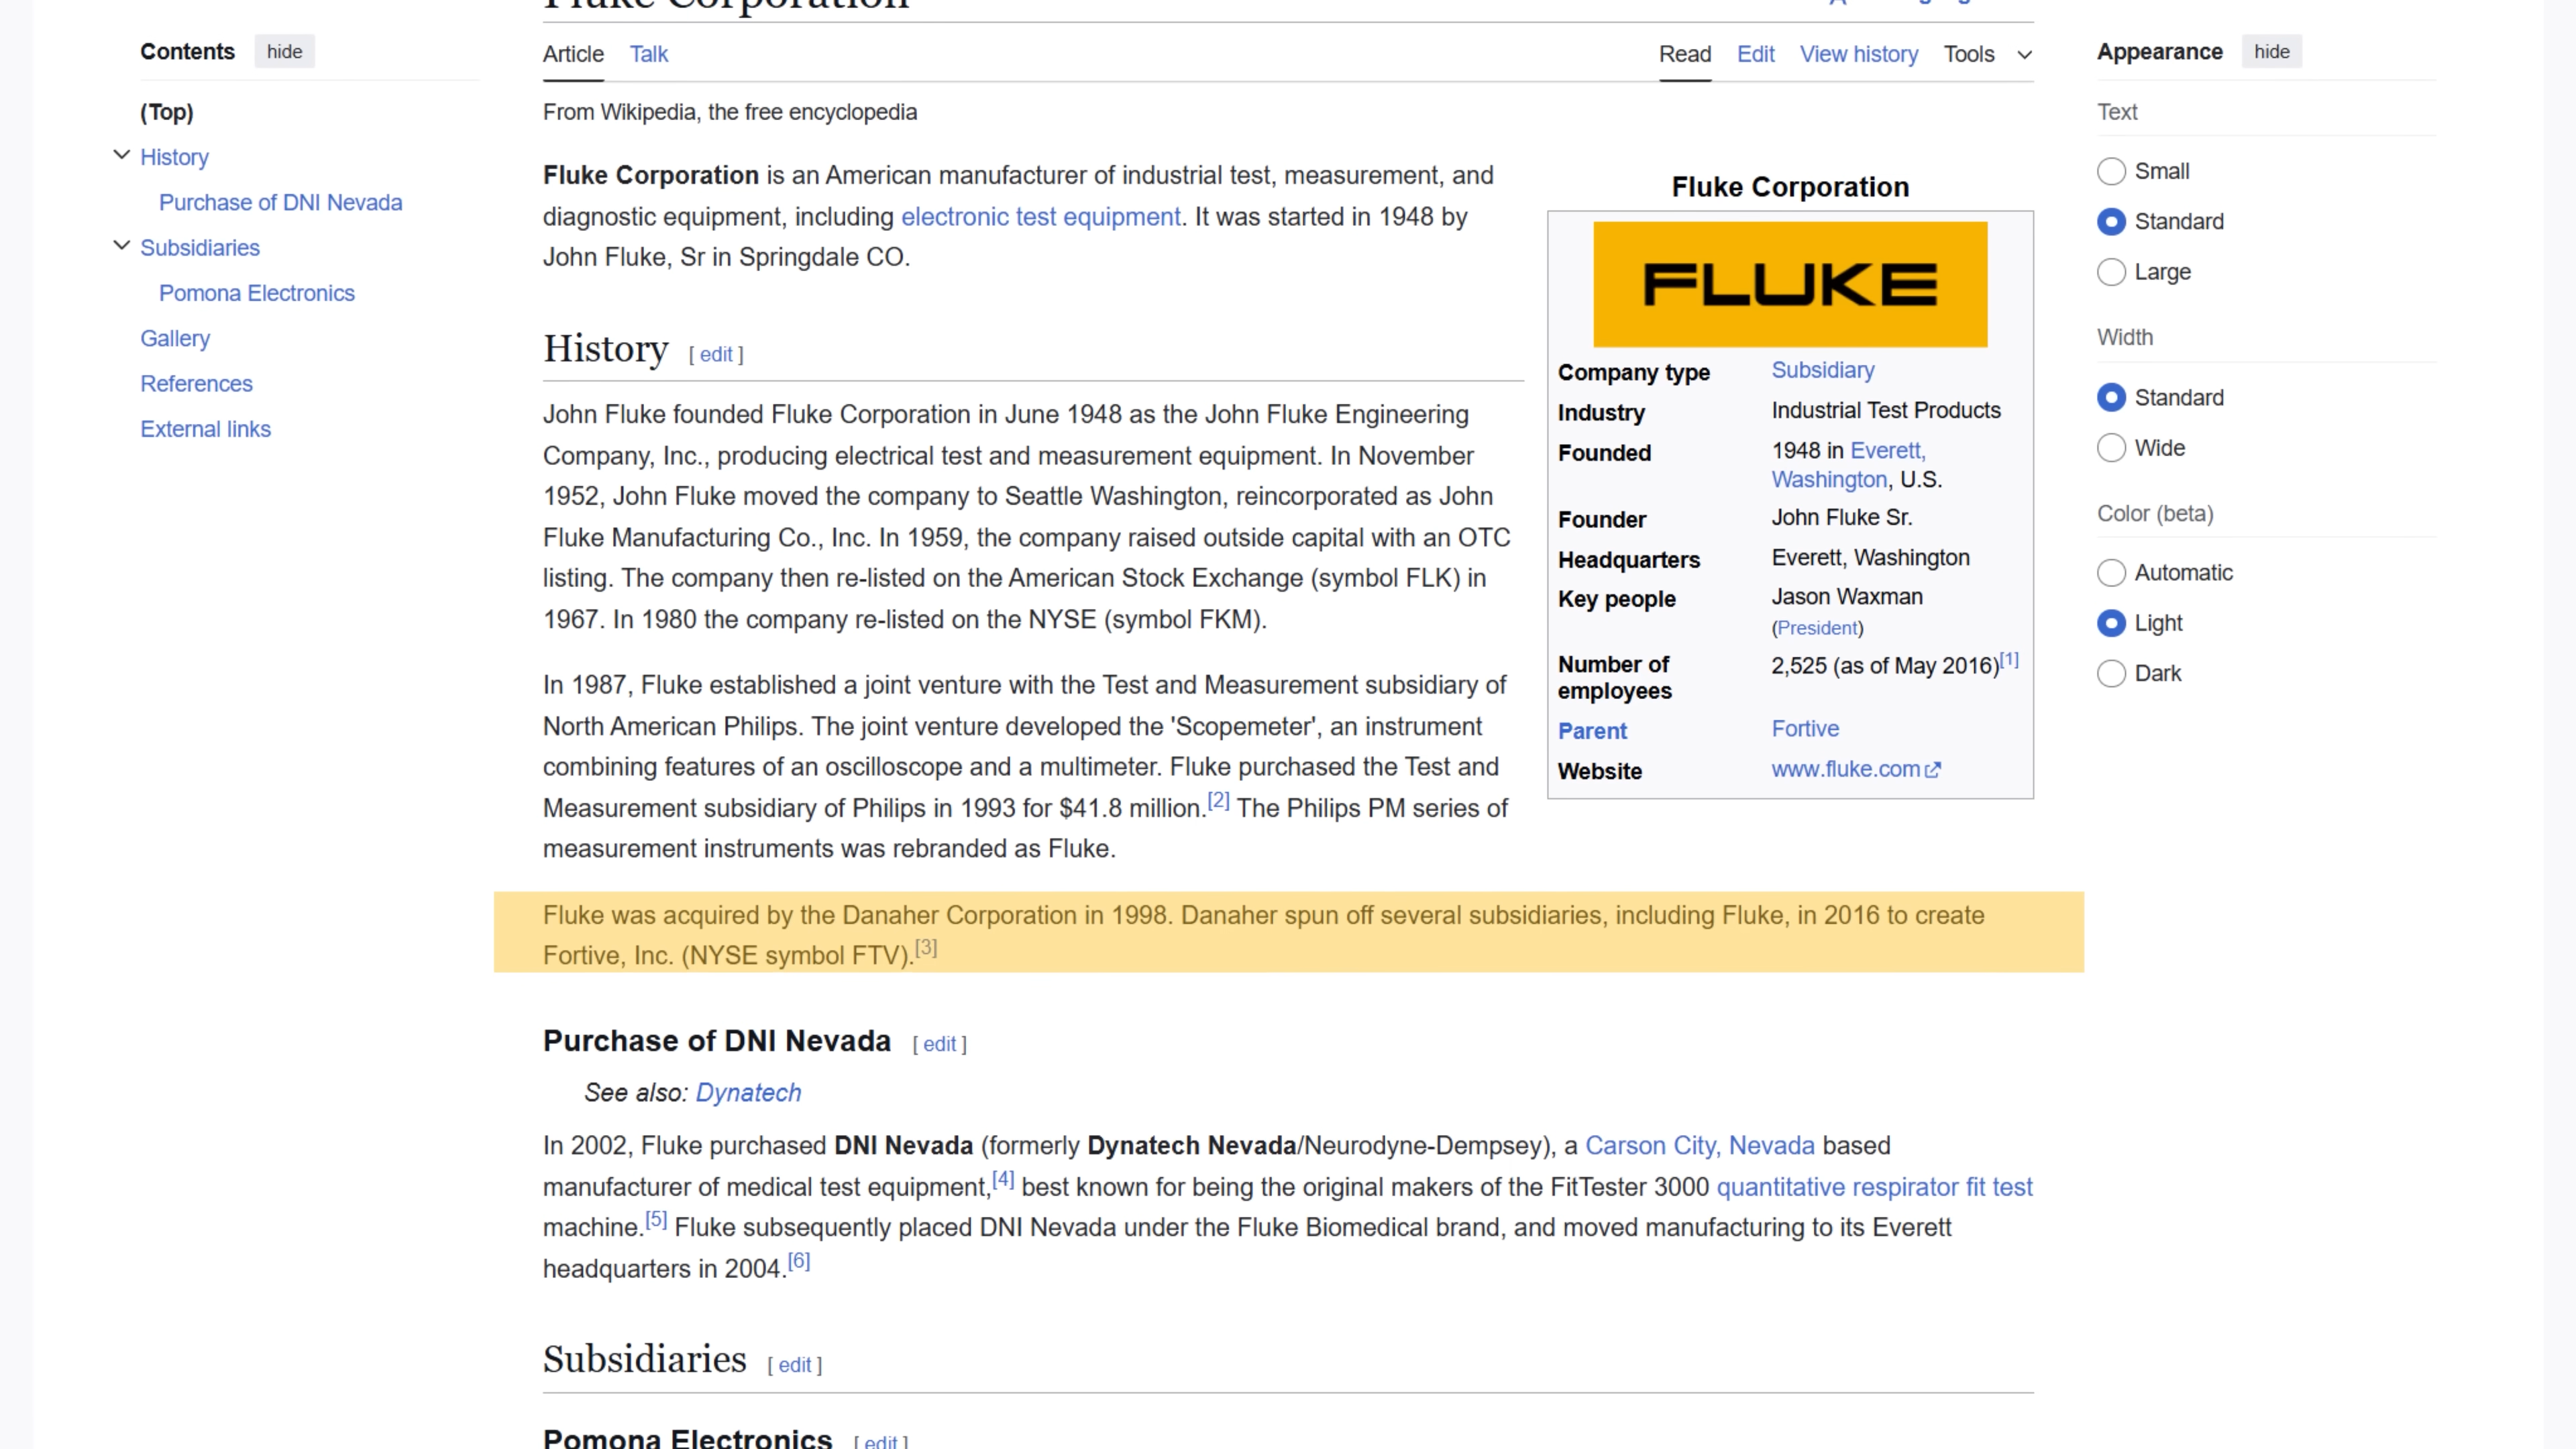 Fluke Corporation
Contents hide
(Top)
History
Purchase of DNI Nevada
Subsidiaries
Pomona Electronics
Gallery
References
External links
Article Talk
Read Edit View history Tools
From Wikipedia, the free encyclopedia
Fluke Corporation is an American manufacturer of industrial test, measurement, and
diagnostic equipment, including electronic test equipment. It was started in 1948 by
John Fluke, Sr in Springdale CO.
History [ edit ]
John Fluke founded Fluke Corporation in June 1948 as the John Fluke Engineering
Company, Inc., producing electrical test and measurement equipment. In November
1952, John Fluke moved the company to Seattle Washington, reincorporated as John
Fluke Manufacturing Co., Inc. In 1959, the company raised outside capital with an OTC
listing. The company then re-listed on the American Stock Exchange (symbol FLK) in
1967. In 1980 the company re-listed on the NYSE (symbol FKM).
In 1987, Fluke established a joint venture with the Test and Measurement subsidiary of
North American Philips. The joint venture developed the 'Scopemeter', an instrument
combining features of an oscilloscope and a multimeter. Fluke purchased the Test and
Measurement subsidiary of Philips in 1993 for $41.8 million.[2] The Philips PM series of
measurement instruments was rebranded as Fluke.
Fluke Corporation
FLUKE
Company type Subsidiary
Industry Industrial Test Products
Founded 1948 in Everett,
Washington, U.S.
Founder John Fluke Sr.
Headquarters Everett, Washington
Key people Jason Waxman
(President)
Number of 2,525 (as of May 2016)[1]
employees
Parent Fortive
Website www.fluke.com
Fluke was acquired by the Danaher Corporation in 1998. Danaher spun off several subsidiaries, including Fluke, in 2016 to create
Fortive, Inc. (NYSE symbol FTV).[3]
Purchase of DNI Nevada [ edit ]
See also: Dynatech
In 2002, Fluke purchased DNI Nevada (formerly Dynatech Nevada/Neurodyne-Dempsey), a Carson City, Nevada based
manufacturer of medical test equipment,[4] best known for being the original makers of the FitTester 3000 quantitative respirator fit test
machine.[5] Fluke subsequently placed DNI Nevada under the Fluke Biomedical brand, and moved manufacturing to its Everett
headquarters in 2004.[6]
Subsidiaries [ edit ]
Pomona Electronics [ edit ]
Appearance hide
Text
Small
Standard
Large
Width
Standard
Wide
Color (beta)
Automatic
Light
Dark